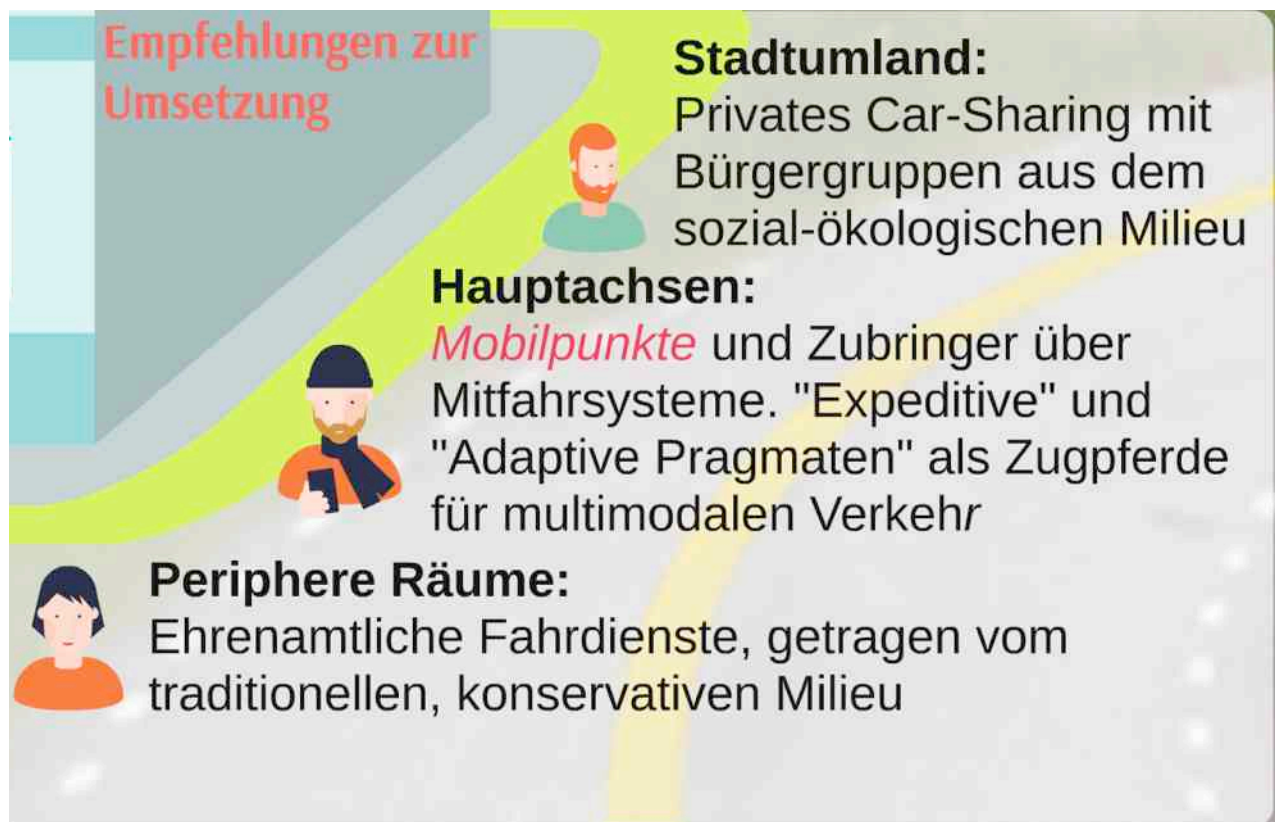 Empfehlungen zur
Umsetzung
Stadtumland:
Privates Car-Sharing mit
Bürgergruppen aus dem
sozial-ökologischen Milieu
Hauptachsen:
Mobilpunkte und Zubringer über
Mitfahrsysteme. "Expeditive" und
"Adaptive Pragmaten" als Zugpferde
für multimodalen Verkehr
Periphere Räume:
Ehrenamtliche Fahrdienste, getragen vom
traditionellen, konservativen Milieu